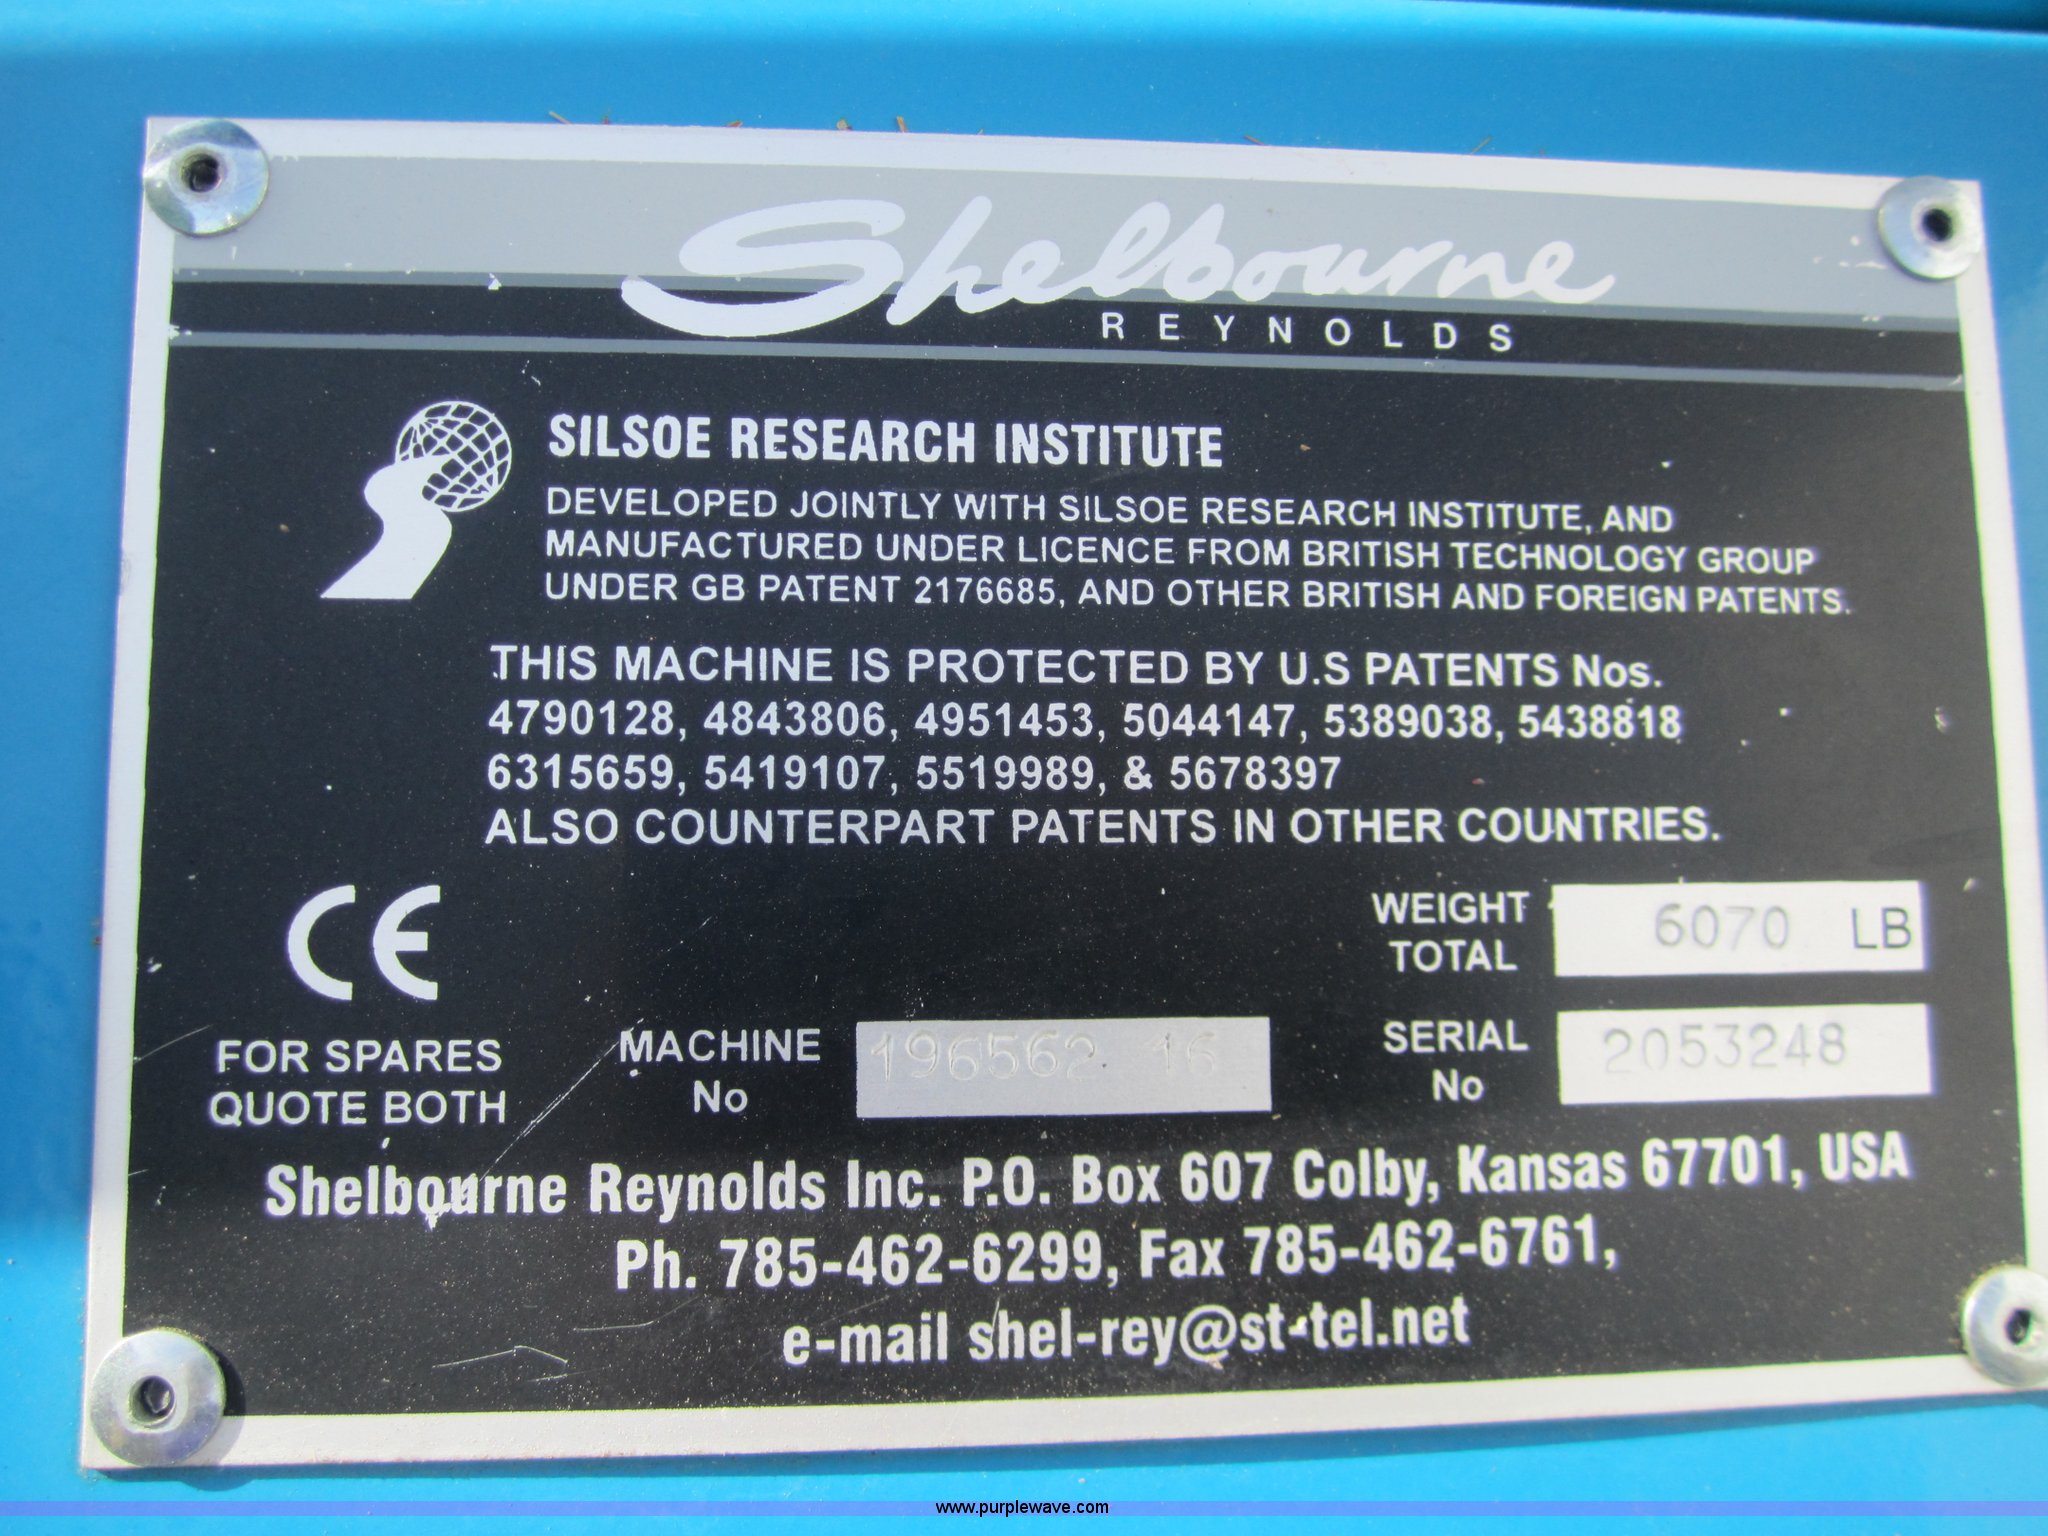 Shelbourne
REYNOLDS
SILSOE RESEARCH INSTITUTE
DEVELOPED JOINTLY WITH SILSOE RESEARCH INSTITUTE, AND
MANUFACTURED UNDER LICENCE FROM BRITISH TECHNOLOGY GROUP
UNDER GB PATENT 2176685, AND OTHER BRITISH AND FOREIGN PATENTS.
THIS MACHINE IS PROTECTED BY U.S PATENTS Nos.
4790128, 4843806, 4951453, 5044147, 5389038, 5438818
6315659, 5419107, 5519989, & 5678397
ALSO COUNTERPART PATENTS IN OTHER COUNTRIES.
CE
WEIGHT
TOTAL
6070 LB
FOR SPARES
QUOTE BOTH
MACHINE
No
196562 16
SERIAL
No
2053248
Shelbourne Reynolds Inc. P.O. Box 607 Colby, Kansas 67701, USA
Ph. 785-462-6299, Fax 785-462-6761,
e-mail shel-rey@st-tel.net
www.purplewave.com